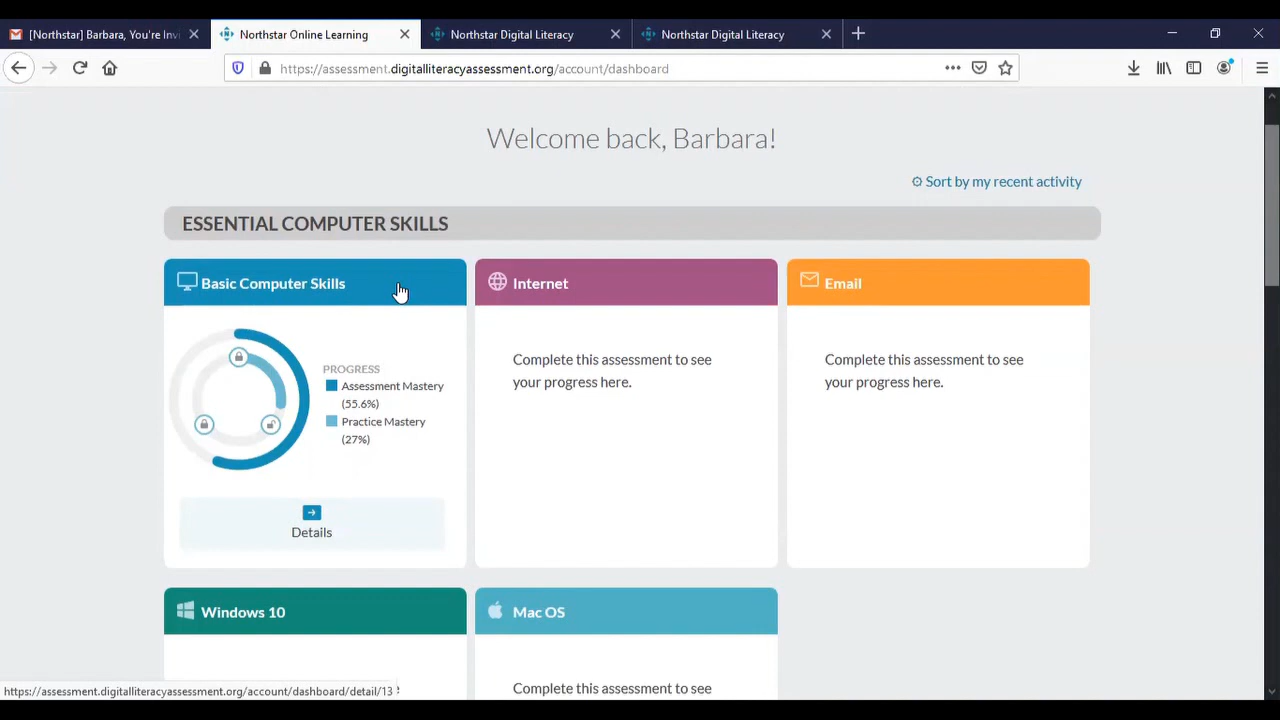 [Northstar] Barbara, You're Invi
Northstar Online Learning
Northstar Digital Literacy
Northstar Digital Literacy
https://assessment.digitalliteracyassessment.org/account/dashboard
Welcome back, Barbara!
Sort by my recent activity
ESSENTIAL COMPUTER SKILLS
Basic Computer Skills
Internet
Email
PROGRESS
Assessment Mastery
(55.6%)
Practice Mastery
(27%)
Details
Complete this assessment to see
your progress here.
Complete this assessment to see
your progress here.
Windows 10
Mac OS
Complete this assessment to see
https://assessment.digitalliteracyassessment.org/account/dashboard/detail/13